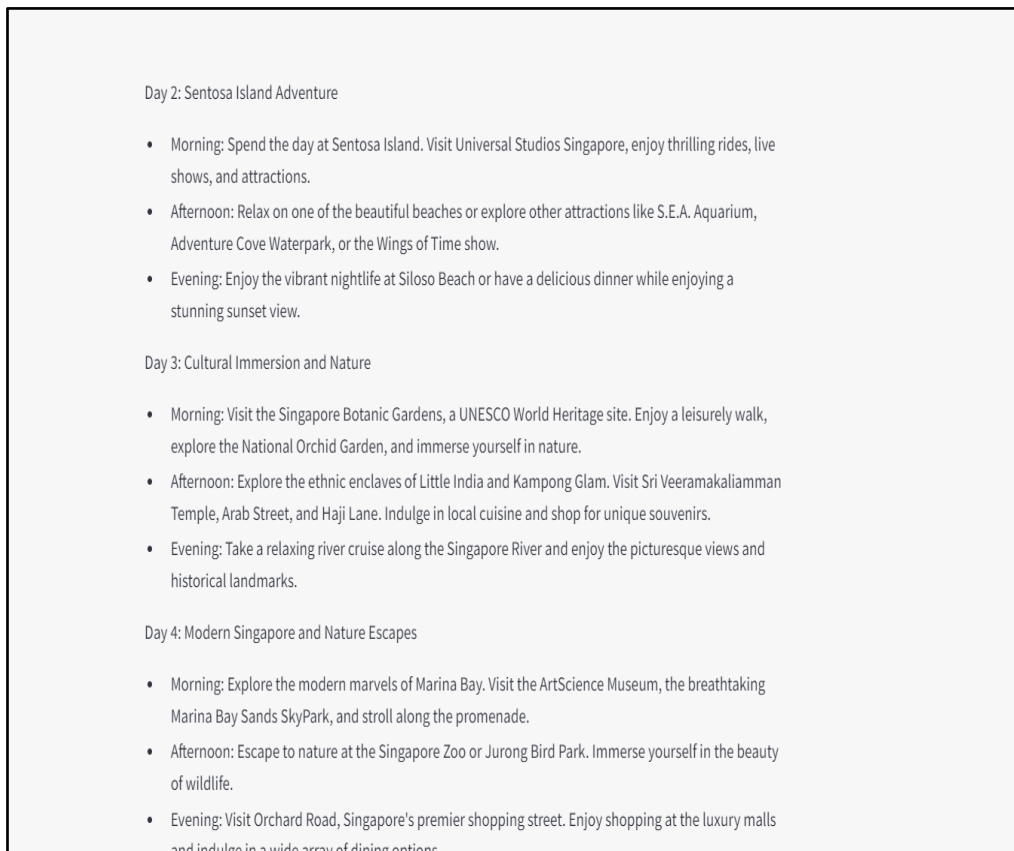 Day 2: Sentosa Island Adventure
• Morning: Spend the day at Sentosa Island. Visit Universal Studios Singapore, enjoy thrilling rides, live
shows, and attractions.
• Afternoon: Relax on one of the beautiful beaches or explore other attractions like S.E.A. Aquarium,
Adventure Cove Waterpark, or the Wings of Time show.
• Evening: Enjoy the vibrant nightlife at Siloso Beach or have a delicious dinner while enjoying a
stunning sunset view.
Day 3: Cultural Immersion and Nature
• Morning: Visit the Singapore Botanic Gardens, a UNESCO World Heritage site. Enjoy a leisurely walk,
explore the National Orchid Garden, and immerse yourself in nature.
• Afternoon: Explore the ethnic enclaves of Little India and Kampong Glam. Visit Sri Veeramakaliamman
Temple, Arab Street, and Haji Lane. Indulge in local cuisine and shop for unique souvenirs.
• Evening: Take a relaxing river cruise along the Singapore River and enjoy the picturesque views and
historical landmarks.
Day 4: Modern Singapore and Nature Escapes
• Morning: Explore the modern marvels of Marina Bay. Visit the ArtScience Museum, the breathtaking
Marina Bay Sands SkyPark, and stroll along the promenade.
• Afternoon: Escape to nature at the Singapore Zoo or Jurong Bird Park. Immerse yourself in the beauty
of wildlife.
• Evening: Visit Orchard Road, Singapore's premier shopping street. Enjoy shopping at the luxury malls
and indulge in a wide array of dining options.